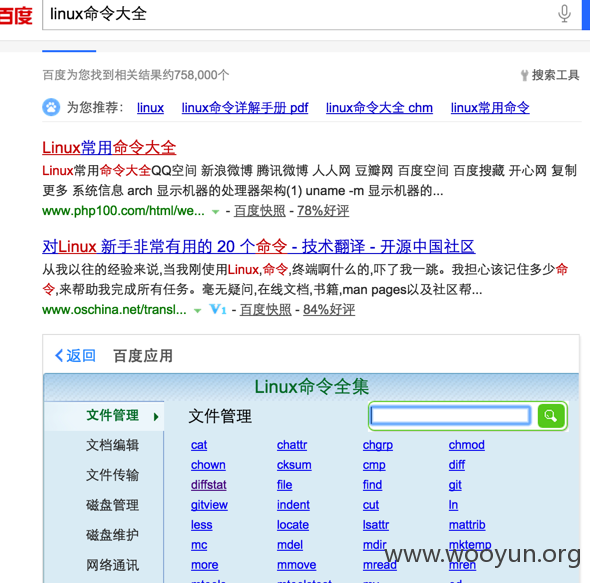 百度 linux命令大全
百度为您找到相关结果约758,000个 搜索工具
为您推荐： linux linux命令详解手册 pdf linux命令大全 chm linux常用命令
Linux常用命令大全
Linux常用命令大全QQ空间 新浪微博 腾讯微博 人人网 豆瓣网 百度空间 百度搜藏 开心网 复制
更多 系统信息 arch 显示机器的处理器架构(1) uname -m 显示机器的...
www.php100.com/html/we... - 百度快照 - 78%好评
对Linux 新手非常有用的 20 个命令 - 技术翻译 - 开源中国社区
从我以往的经验来说,当我刚使用Linux,命令,终端啊什么的,吓了我一跳。我担心该记住多少命
令,来帮助我完成所有任务。毫无疑问,在线文档,书籍,man pages以及社区帮...
www.oschina.net/transl... V1 - 百度快照 - 84%好评
返回 百度应用
Linux命令全集
文件管理 文件管理
cat chattr chgrp chmod
文档编辑
chown cksum cmp diff
文件传输
diffstat file find git
磁盘管理
gitview indent cut ln
磁盘维护
less locate lsattr mattrib
网络通讯
mc mdel mdir mktemp
more mmove mread mren
www.wooyun.org